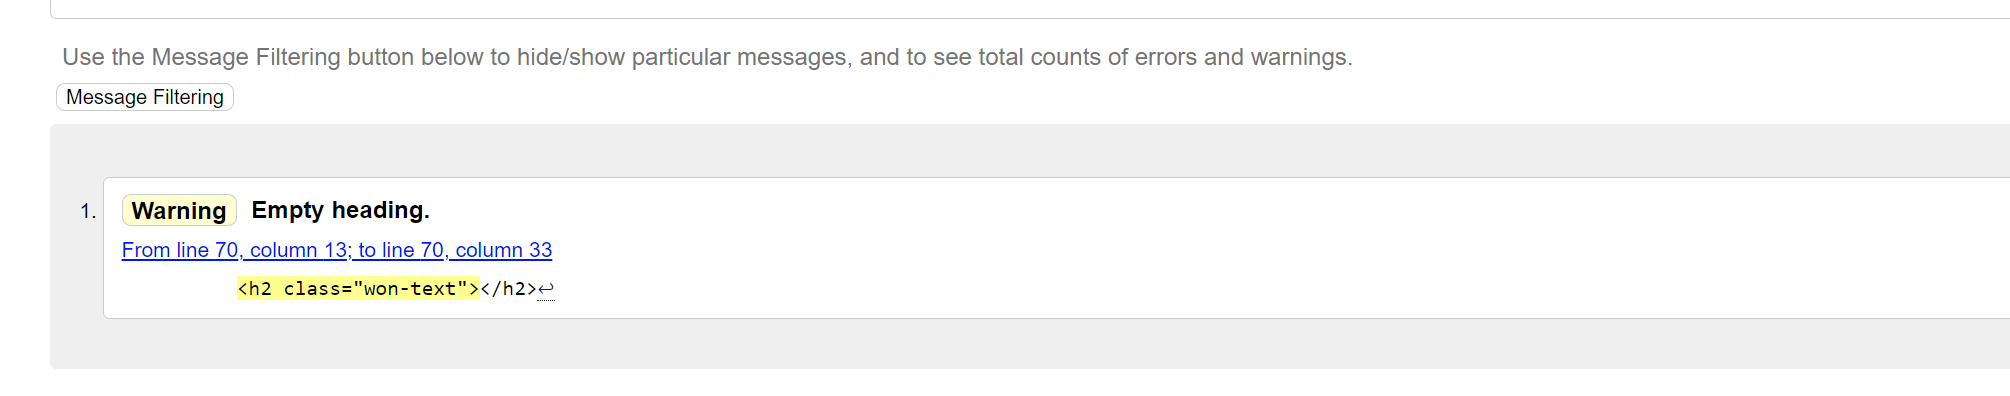 Use the Message Filtering button below to hide/show particular messages, and to see total counts of errors and warnings.
Message Filtering
1. Warning Empty heading.
From line 70, column 13; to line 70, column 33
<h2 class="won-text"></h2>↩